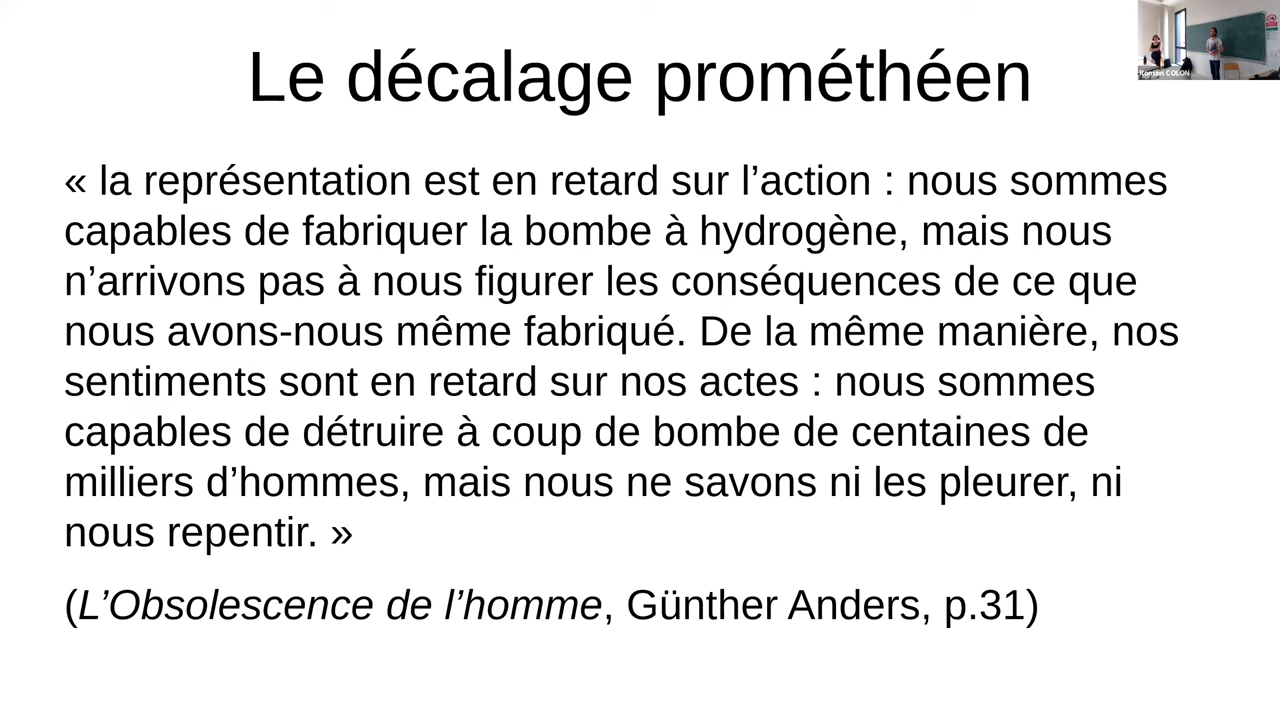 Le décalage prométhéen
« la représentation est en retard sur l’action : nous sommes
capables de fabriquer la bombe à hydrogène, mais nous
n’arrivons pas à nous figurer les conséquences de ce que
nous avons-nous même fabriqué. De la même manière, nos
sentiments sont en retard sur nos actes : nous sommes
capables de détruire à coup de bombe de centaines de
milliers d’hommes, mais nous ne savons ni les pleurer, ni
nous repentir. »
(L’Obsolescence de l’homme, Günther Anders, p.31)
Romain COLON